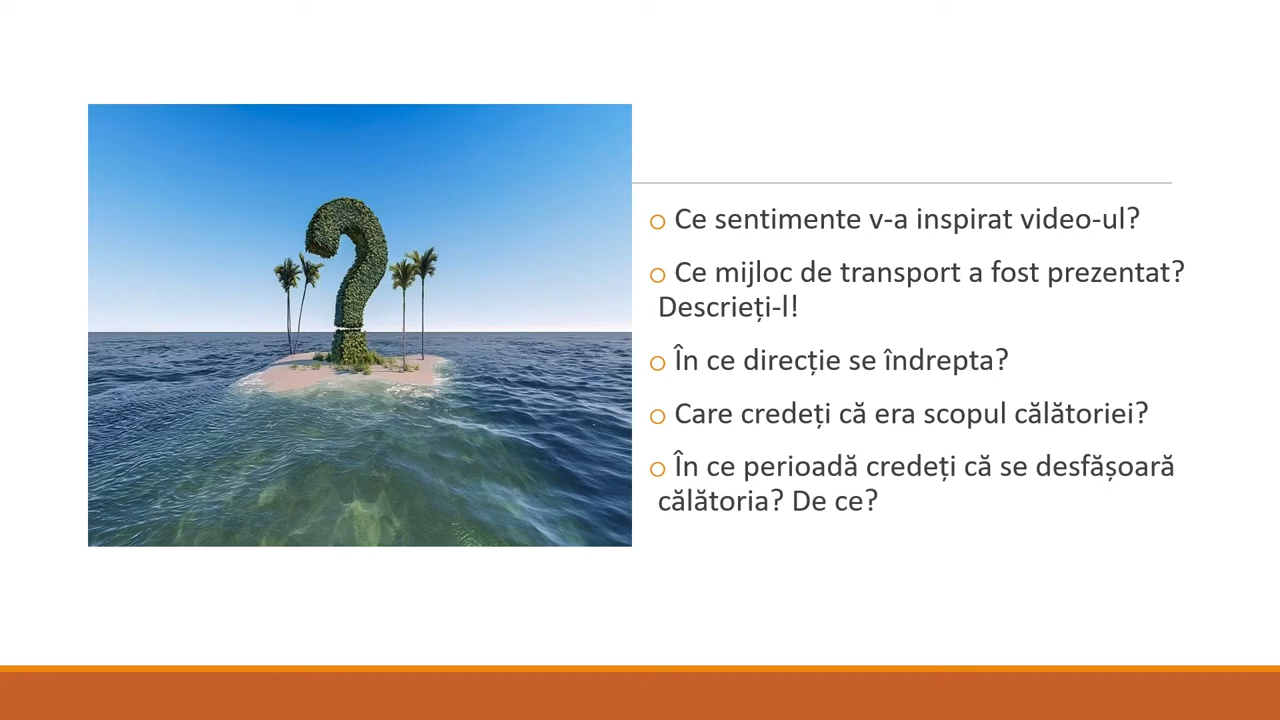 Ce sentimente v-a inspirat video-ul?
Ce mijloc de transport a fost prezentat?
Descrieți-l!
În ce direcție se îndrepta?
Care credeți că era scopul călătoriei?
În ce perioadă credeți că se desfășoară
călătoria? De ce?